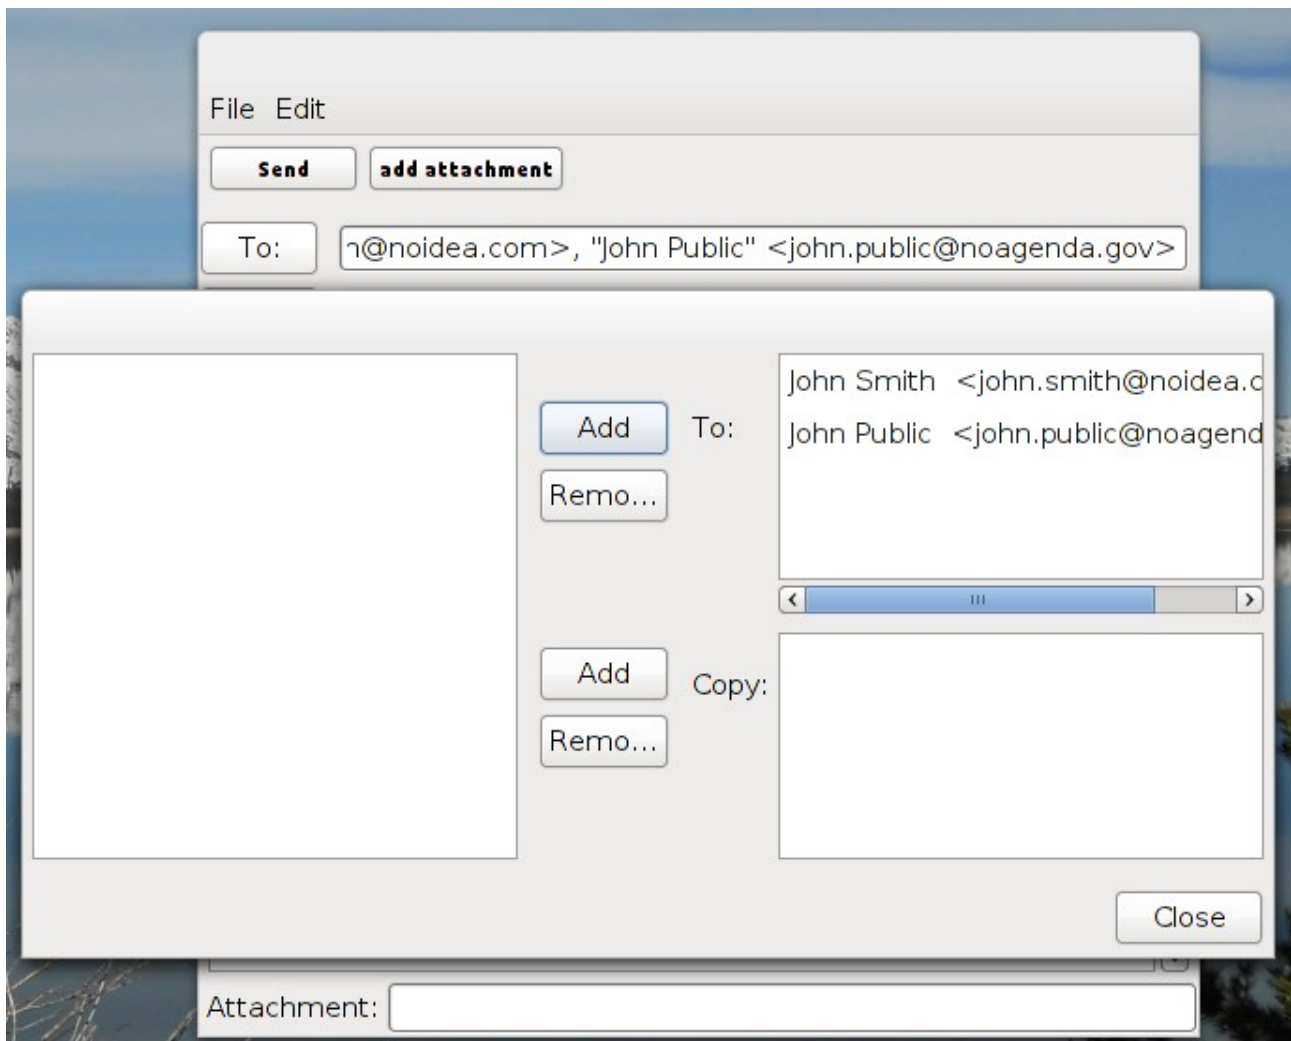 File Edit
Send add attachment
To: n@noidea.com>, "John Public" <john.public@noagenda.gov>
John Smith <john.smith@noidea.c
Add To:
John Public <john.public@noagend
Remo...
Add
Copy:
Remo...
Close
Attachment: